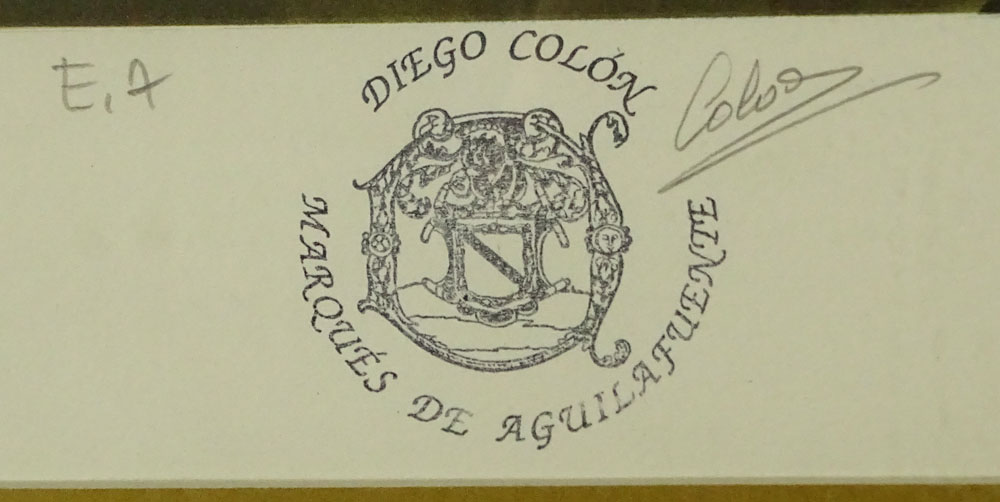 E.A
DIEGO COLÓN
Colón
MARQUÉS DE AGUILAFUENTE